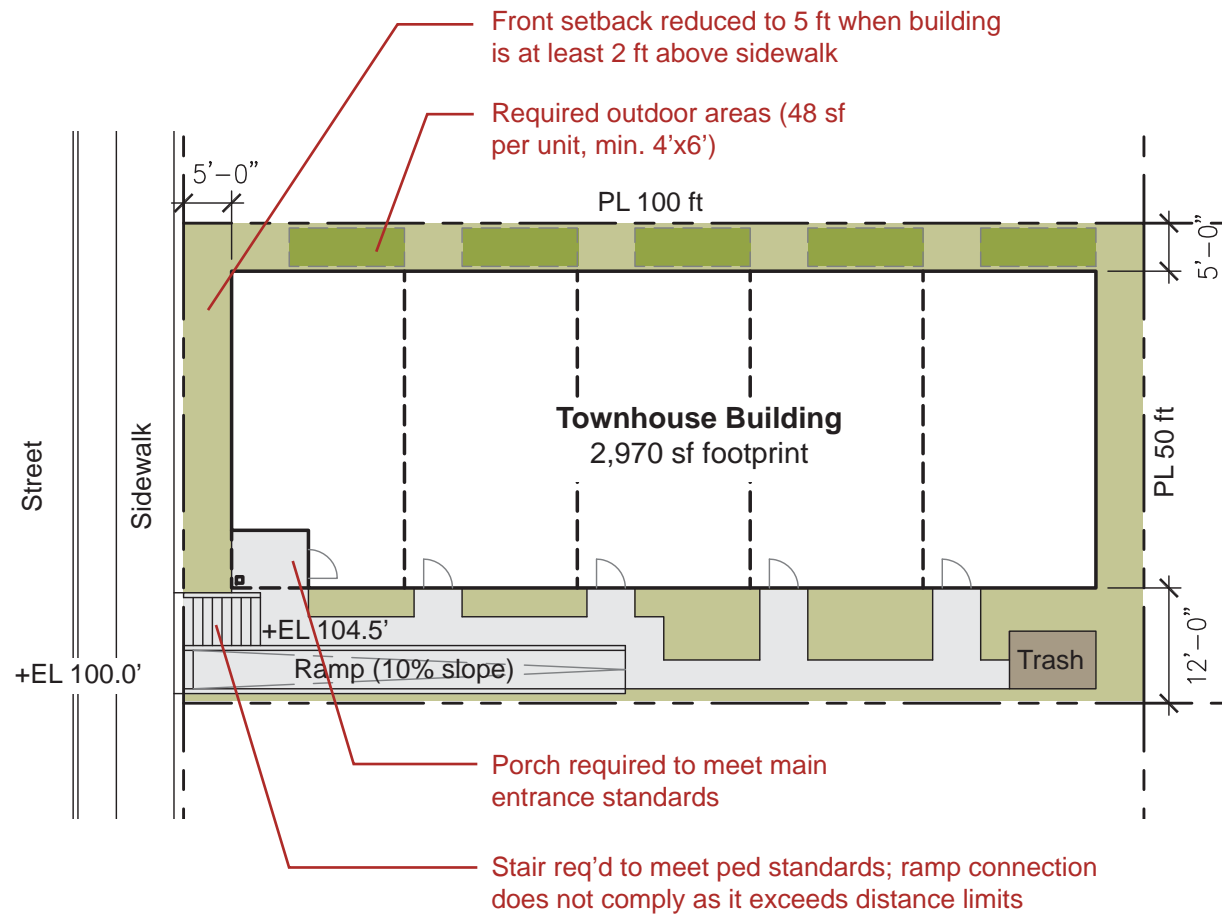 Front setback reduced to 5 ft when building
is at least 2 ft above sidewalk
Required outdoor areas (48 sf
per unit, min. 4’x6’)
5’-0”
PL 100 ft
5’-0”
Townhouse Building
2,970 sf footprint
PL 50 ft
Street
Sidewalk
+EL 104.5’
+EL 100.0’
Ramp (10% slope)
Trash
12’-0”
Porch required to meet main
entrance standards
Stair req’d to meet ped standards; ramp connection
does not comply as it exceeds distance limits